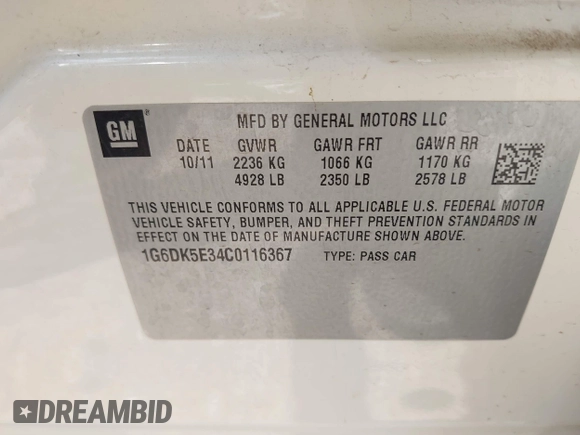 GM
MFD BY GENERAL MOTORS LLC
DATE GVWR GAWR FRT GAWR RR
10/11 2236 KG 1066 KG 1170 KG
4928 LB 2350 LB 2578 LB
THIS VEHICLE CONFORMS TO ALL APPLICABLE U.S. FEDERAL MOTOR
VEHICLE SAFETY, BUMPER, AND THEFT PREVENTION STANDARDS IN
EFFECT ON THE DATE OF MANUFACTURE SHOWN ABOVE.
1G6DK5E34C0116367 TYPE: PASS CAR
#DREAMBID